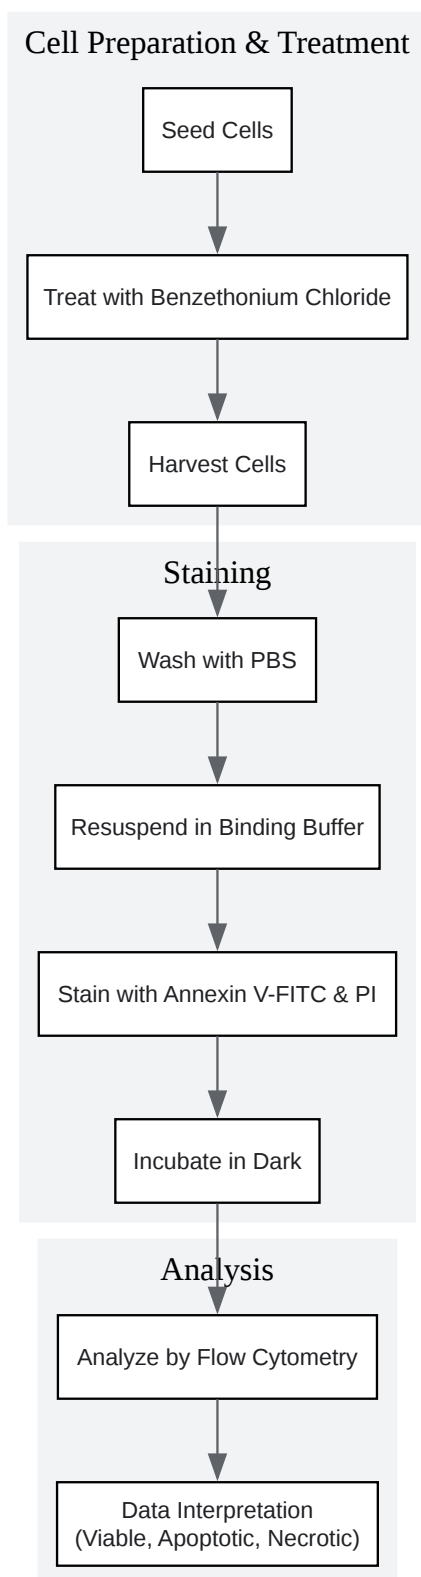 Cell Preparation & Treatment
Seed Cells
Treat with Benzethonium Chloride
Harvest Cells
Staining
Wash with PBS
Resuspend in Binding Buffer
Stain with Annexin V-FITC & PI
Incubate in Dark
Analysis
Analyze by Flow Cytometry
Data Interpretation
(Viable, Apoptotic, Necrotic)